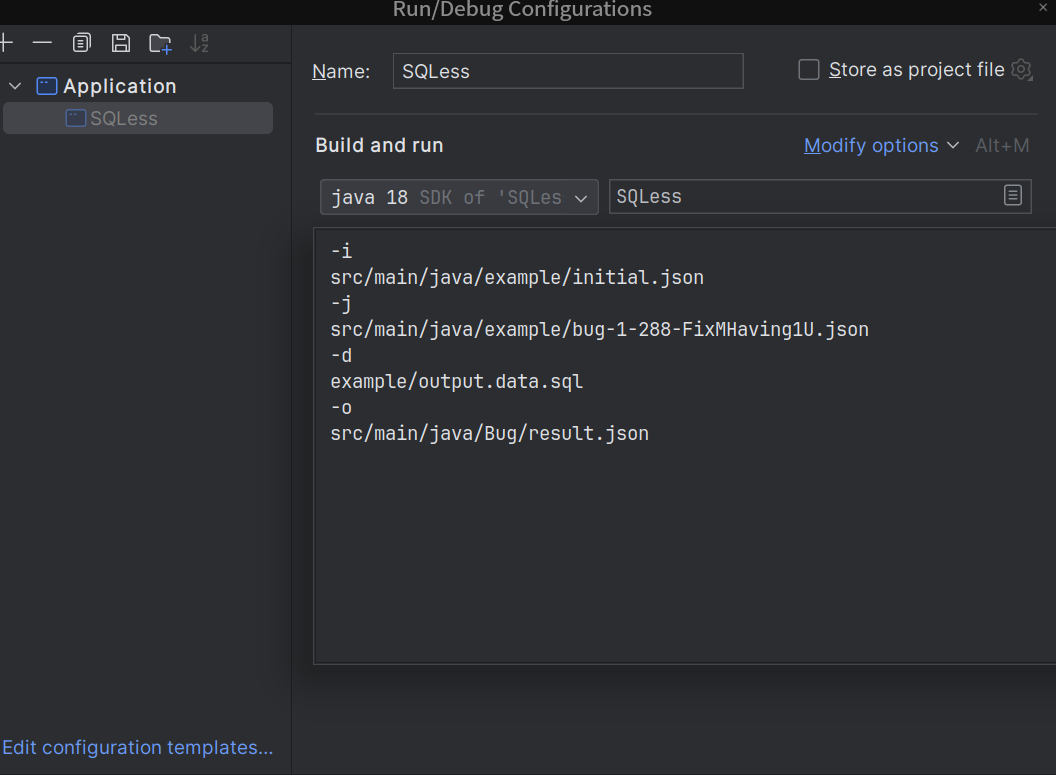 Run/Debug Configurations
Application
SQLess
Name: SQLess
Store as project file
Build and run
Modify options Alt+M
java 18 SDK of 'SQLes
SQLess
-i
src/main/java/example/initial.json
-j
src/main/java/example/bug-1-288-FixMHaving1U.json
-d
example/output.data.sql
-o
src/main/java/Bug/result.json
Edit configuration templates...